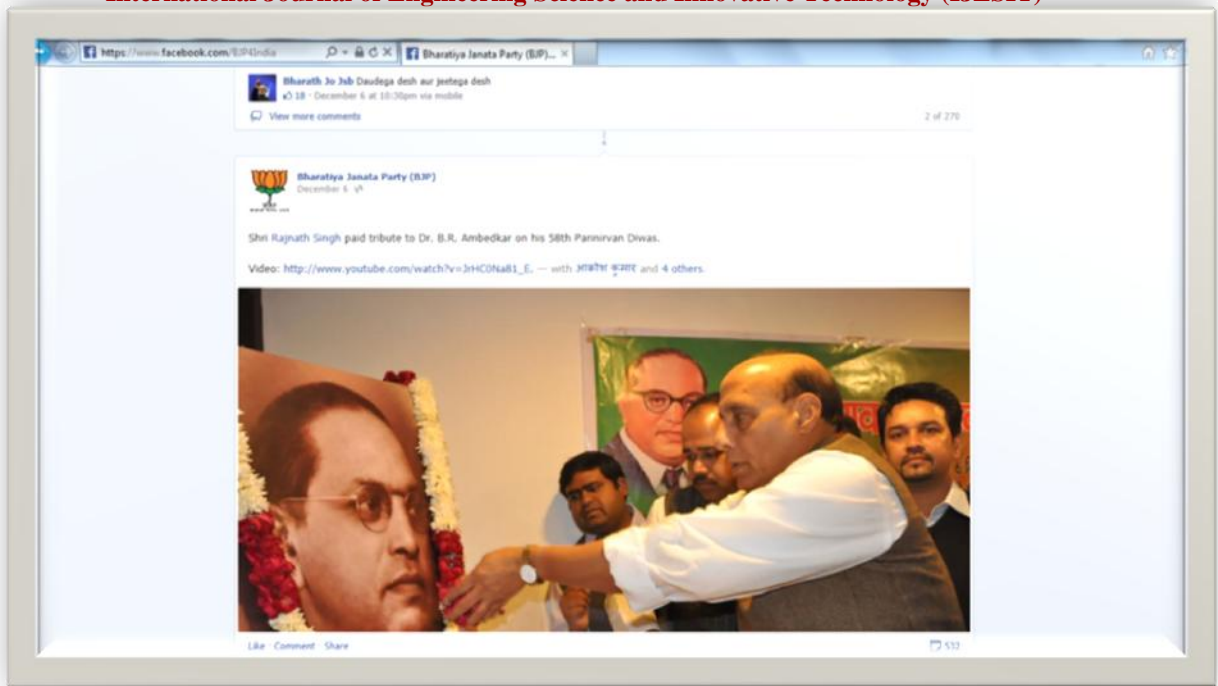 International Journal of Engineering Science and Innovative Technology (IJESIT)
https://www.facebook.com/BJP4India
Bharatiya Janata Party (BJP)...
Bharath Jo Jsb Daudega desh aur jeetega desh
18 · December 6 at 10:30pm via mobile
View more comments
2 of 270
Bharatiya Janata Party (BJP)
December 6
Shri Rajnath Singh paid tribute to Dr. B.R. Ambedkar on his 58th Parinirvan Diwas.
Video: http://www.youtube.com/watch?v=JrHC0NaB1_E. — with कुमार and 4 others.
Like · Comment · Share
532